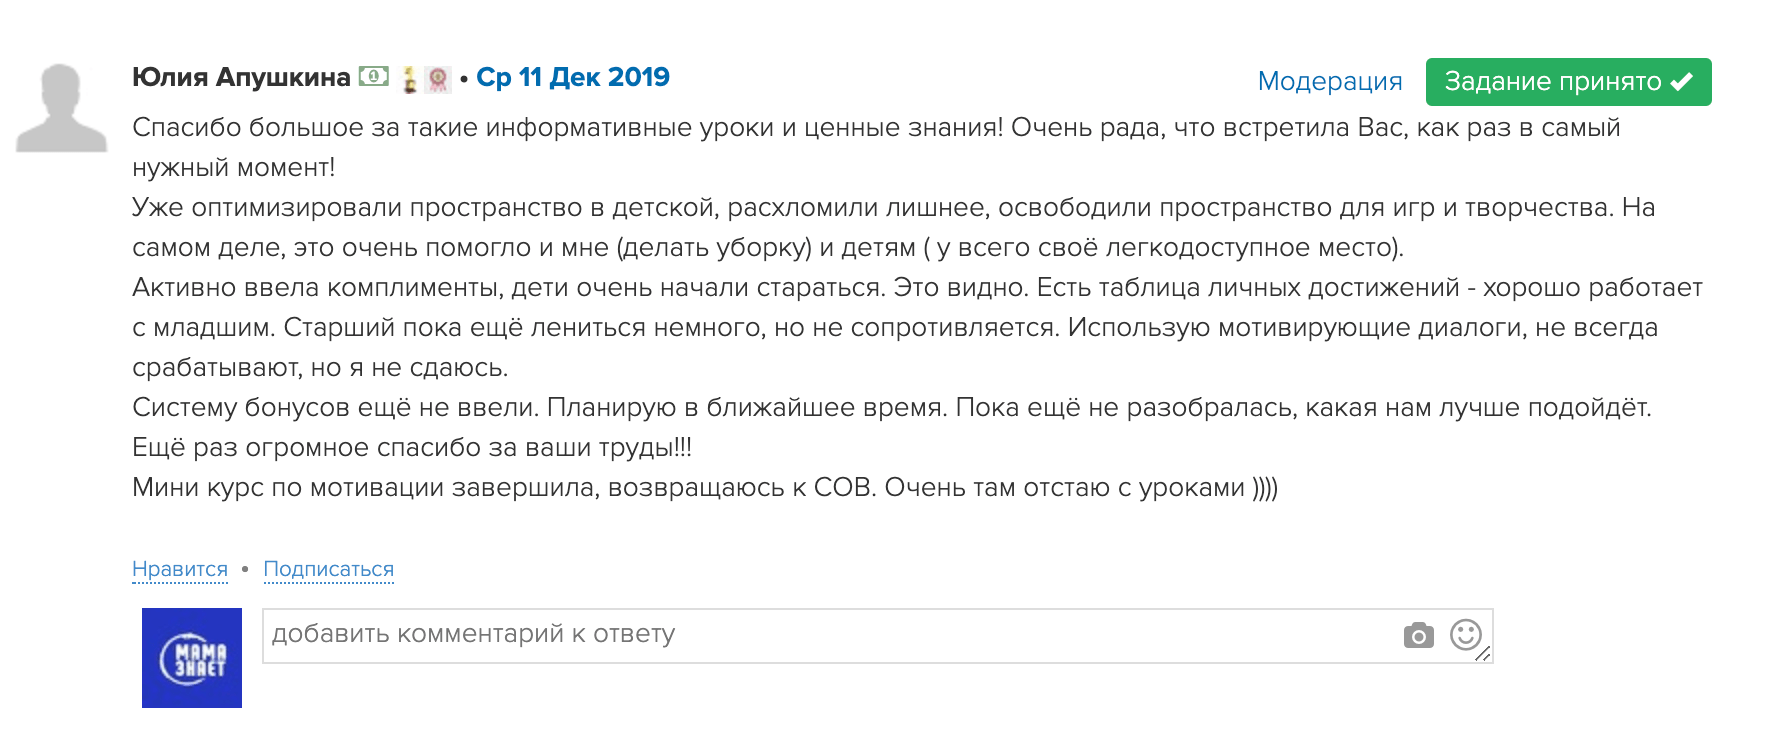 Юлия Апушкина • Ср 11 Дек 2019
Модерация
Задание принято
Спасибо большое за такие информативные уроки и ценные знания! Очень рада, что встретила Вас, как раз в самый
нужный момент!
Уже оптимизировали пространство в детской, расхломили лишнее, освободили пространство для игр и творчества. На
самом деле, это очень помогло и мне (делать уборку) и детям ( у всего своё легкодоступное место).
Активно ввела комплименты, дети очень начали стараться. Это видно. Есть таблица личных достижений - хорошо работает
с младшим. Старший пока ещё лениться немного, но не сопротивляется. Использую мотивирующие диалоги, не всегда
срабатывают, но я не сдаюсь.
Систему бонусов ещё не ввели. Планирую в ближайшее время. Пока ещё не разобралась, какая нам лучше подойдёт.
Ещё раз огромное спасибо за ваши труды!!!
Мини курс по мотивации завершила, возвращаюсь к СОВ. Очень там отстаю с уроками ))))
Нравится • Подписаться
МАМА
ЗНАЕТ
добавить комментарий к ответу